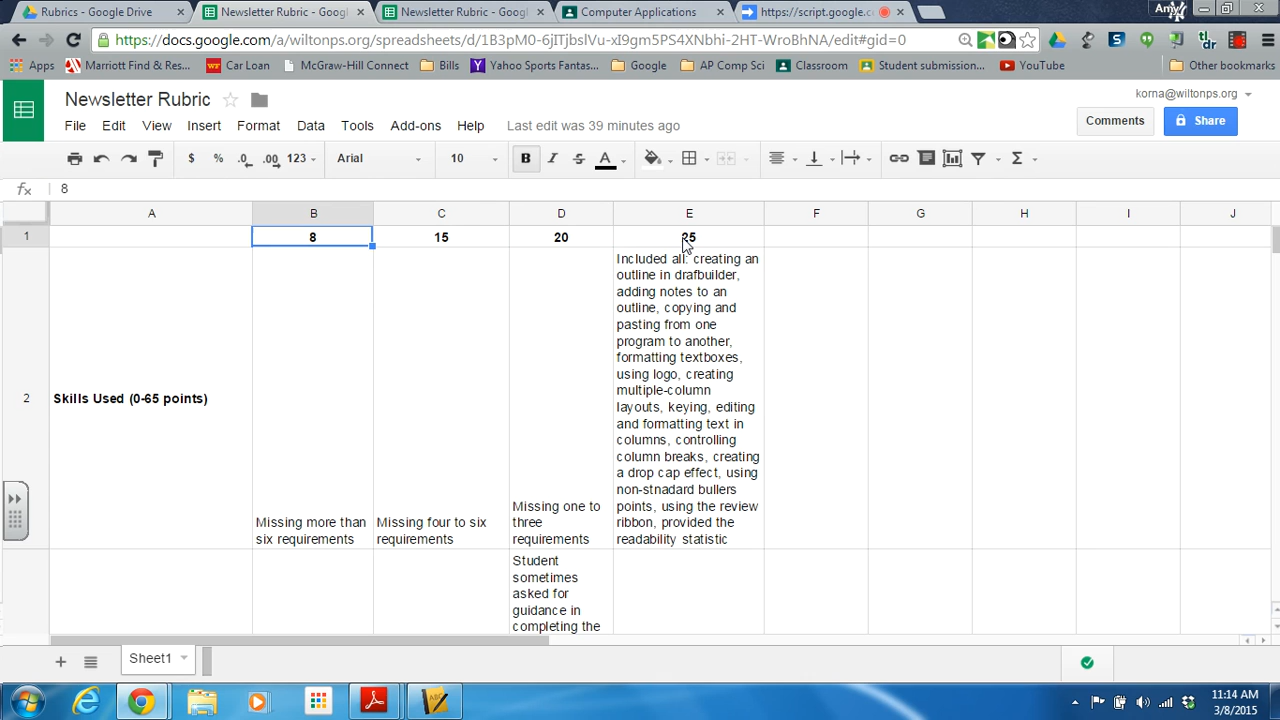 Rubrics - Google Drive
Newsletter Rubric - Goog
Newsletter Rubric - Goog
Computer Applications
https://script.google.c
Amy
https://docs.google.com/a/wiltonps.org/spreadsheets/d/1B3pM0-6jITjbsIVu-xI9gm5PS4XNbhi-2HT-WroBhNA/edit#gid=0
Apps
Marriott Find & Res...
Car Loan
McGraw-Hill Connect
Bills
Yahoo Sports Fantas...
Google
AP Comp Sci
Classroom
Student submission...
YouTube
Other bookmarks
Newsletter Rubric
korna@wiltonps.org
Comments
Share
File Edit View Insert Format Data Tools Add-ons Help Last edit was 39 minutes ago
$ % .0 .00 123 Arial 10 B I S A Σ
fx 8
A B C D E F G H I J
1 8 15 20 25
2 Skills Used (0-65 points)
Missing more than
six requirements
Missing four to six
requirements
Missing one to
three
requirements
Included all: creating an
outline in drafbuilder,
adding notes to an
outline, copying and
pasting from one
program to another,
formatting textboxes,
using logo, creating
multiple-column
layouts, keying, editing
and formatting text in
columns, controlling
column breaks, creating
a drop cap effect, using
non-stnadard bullers
points, using the review
ribbon, provided the
readability statistic
Student
sometimes
asked for
guidance in
completing the
Sheet1
11:14 AM
3/8/2015